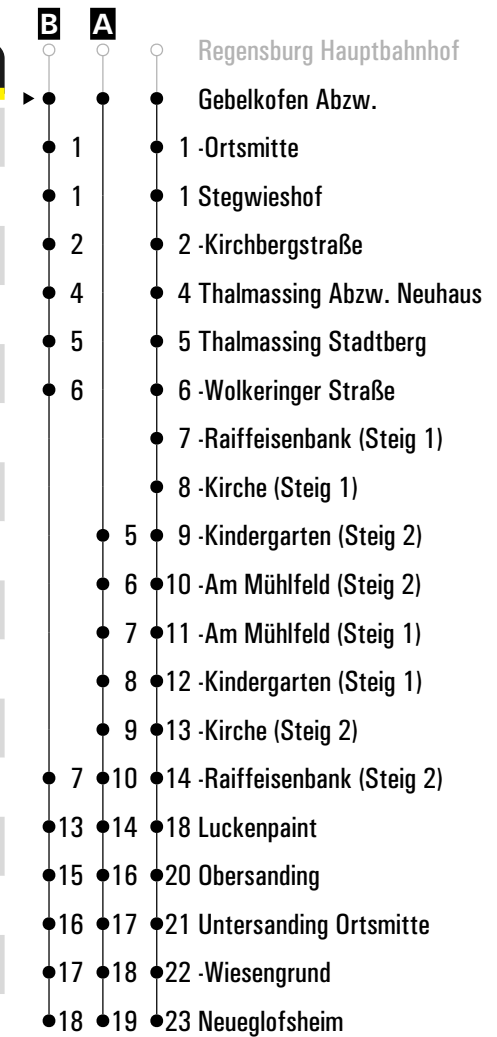 B A
Regensburg Hauptbahnhof
Gebelkofen Abzw.
1 1 -Ortsmitte
1 1 Stegwieshof
2 2 -Kirchbergstraße
4 4 Thalmassing Abzw. Neuhaus
5 5 Thalmassing Stadtberg
6 6 -Wolkeringer Straße
7 -Raiffeisenbank (Steig 1)
8 -Kirche (Steig 1)
5 9 -Kindergarten (Steig 2)
6 10 -Am Mühlfeld (Steig 2)
7 11 -Am Mühlfeld (Steig 1)
8 12 -Kindergarten (Steig 1)
9 13 -Kirche (Steig 2)
7 10 14 -Raiffeisenbank (Steig 2)
13 14 18 Luckenpaint
15 16 20 Obersanding
16 17 21 Untersanding Ortsmitte
17 18 22 -Wiesengrund
18 19 23 Neueglofsheim